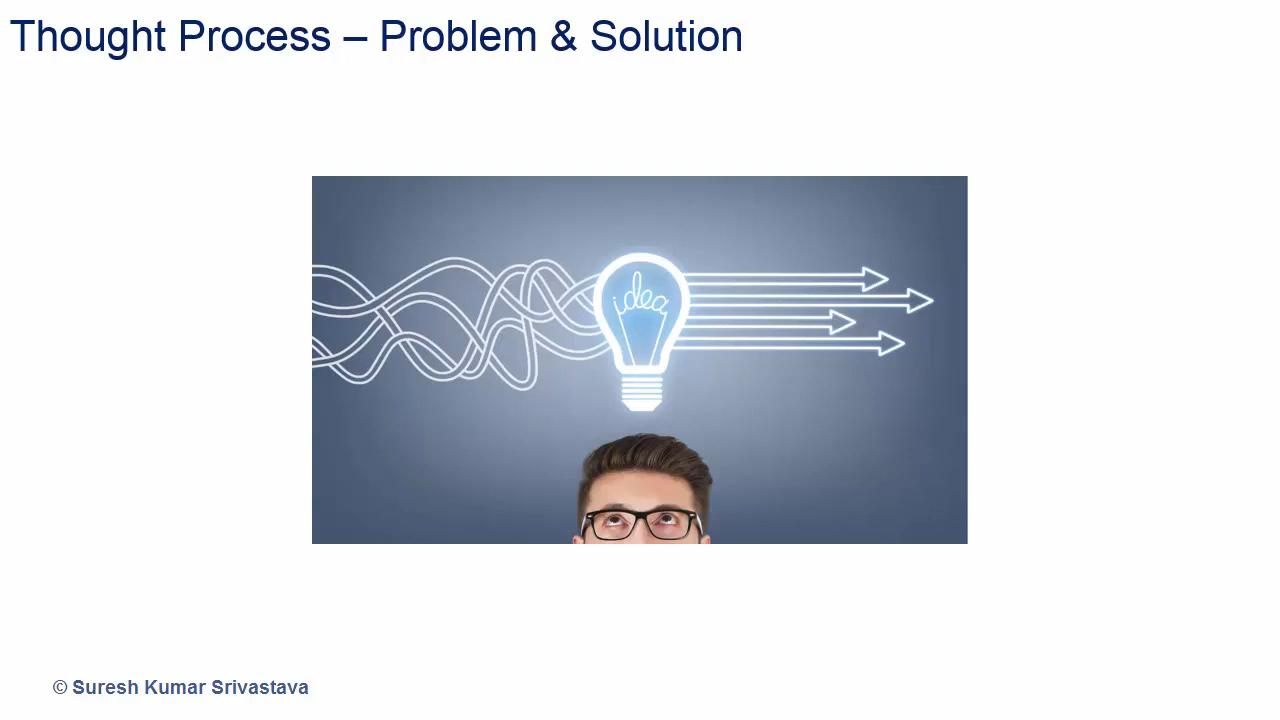 Thought Process – Problem & Solution
idea
© Suresh Kumar Srivastava